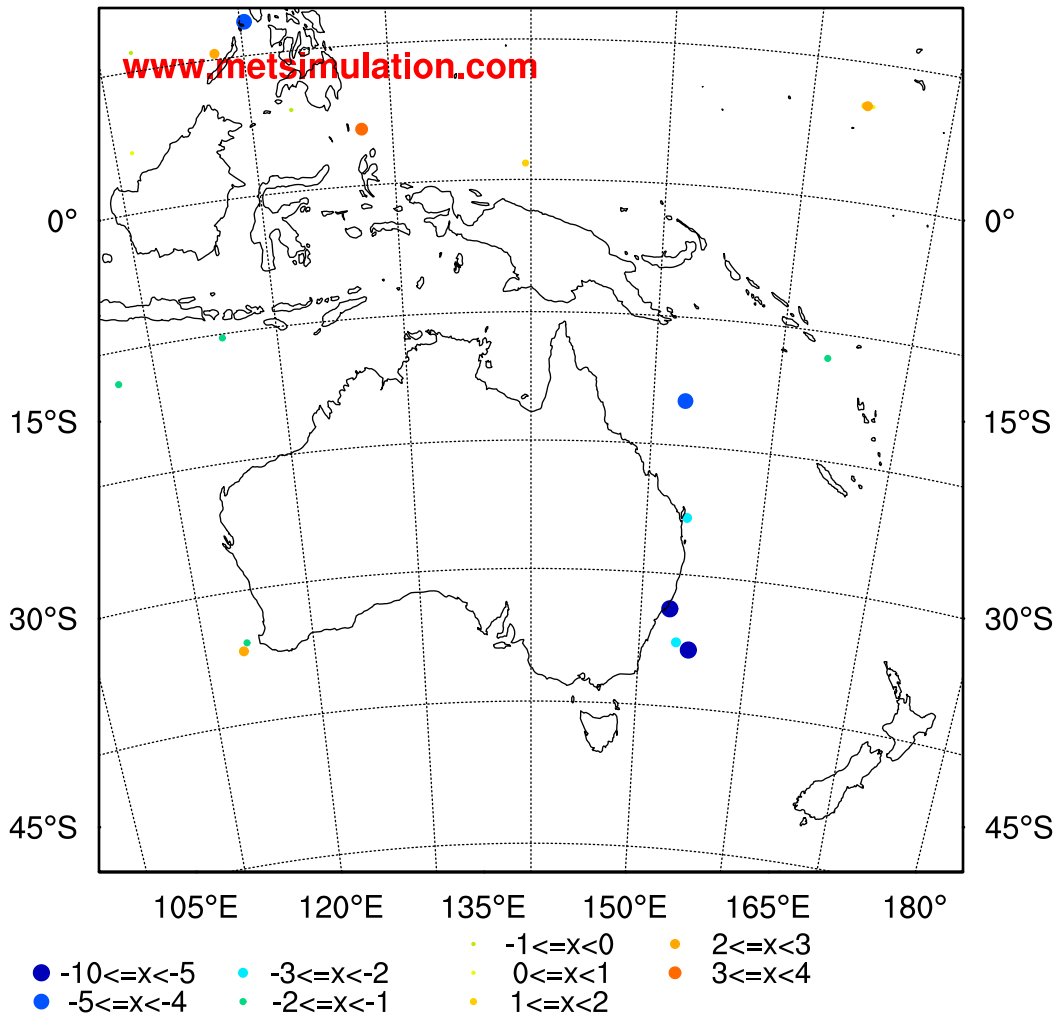 www.metsimulation.com
0° 0°
15°S 15°S
30°S 30°S
45°S 45°S
105°E 120°E 135°E 150°E 165°E 180°
-1<=x<0 2<=x<3
-10<=x<-5 -3<=x<-2 0<=x<1 3<=x<4
-5<=x<-4 -2<=x<-1 1<=x<2